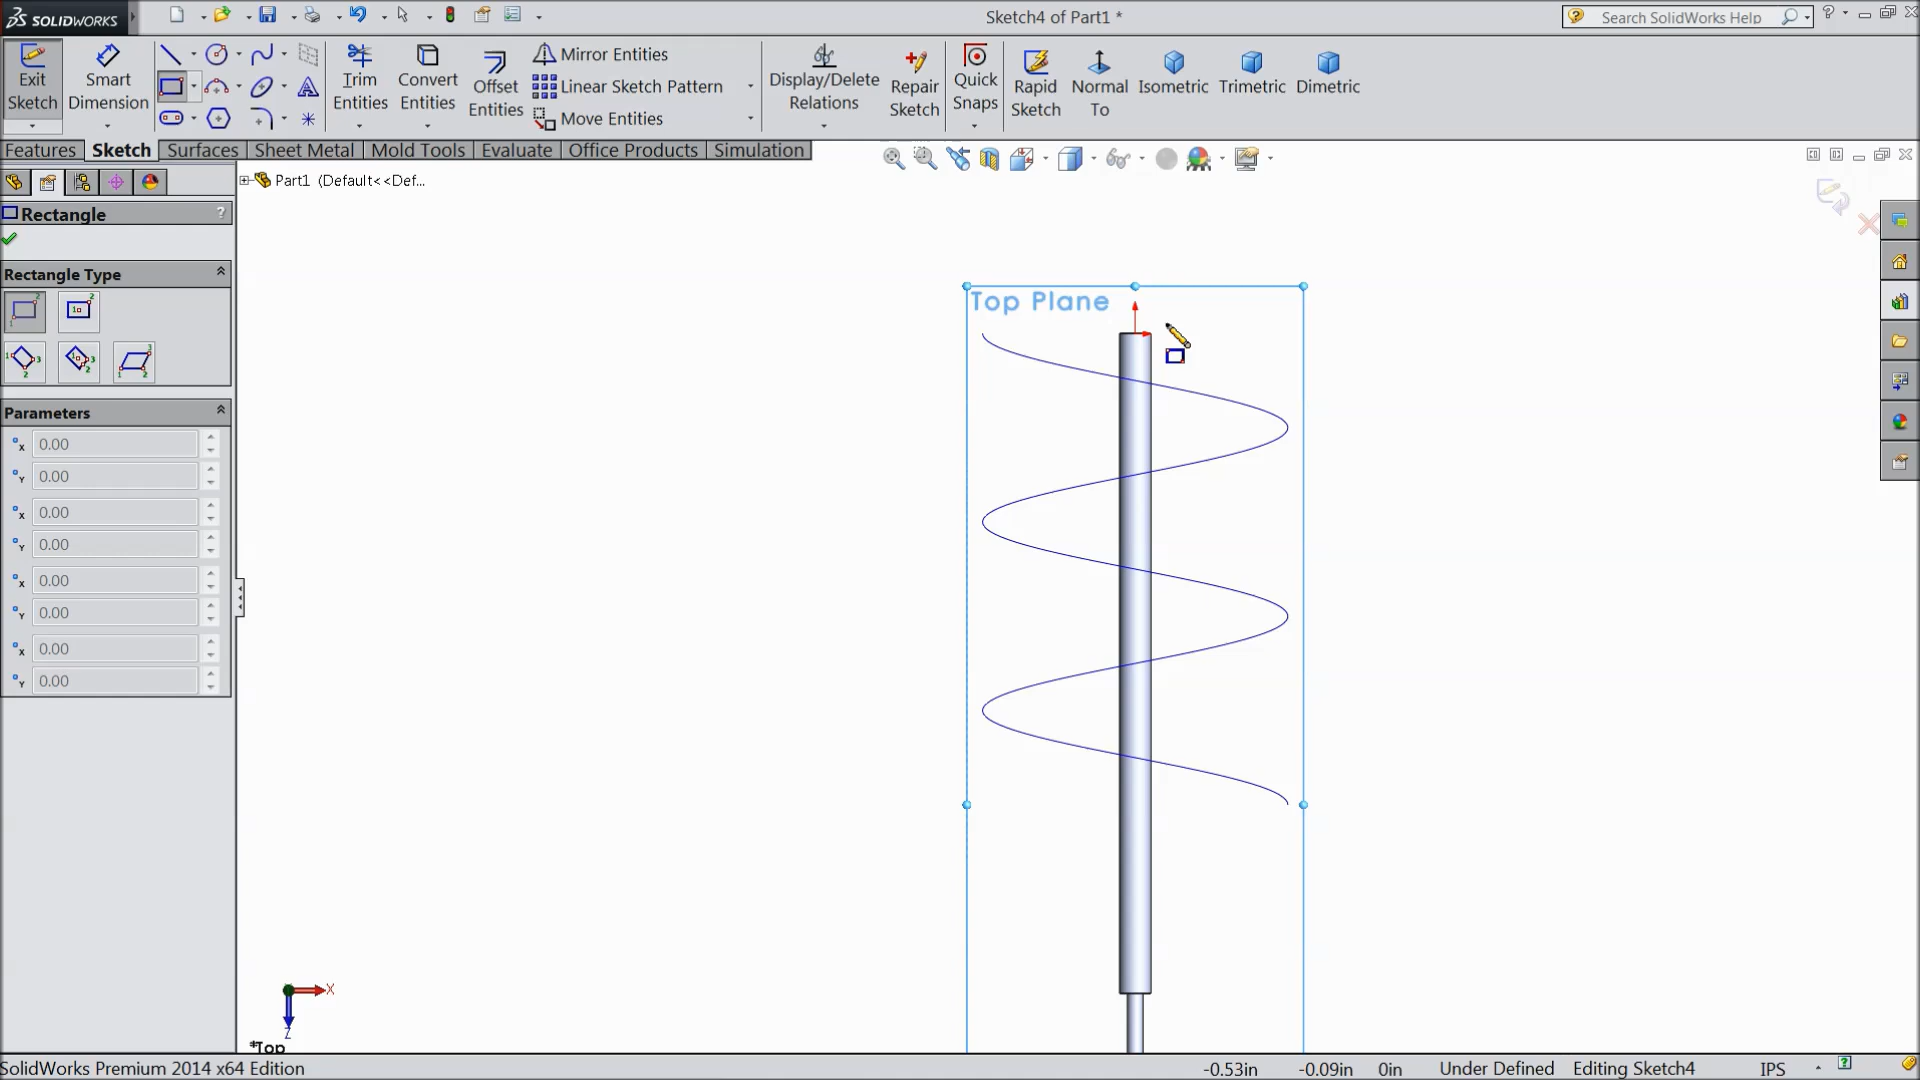 SOLIDWORKS
Sketch4 of Part1 *
Search SolidWorks Help
Exit Sketch
Smart Dimension
Trim Entities
Convert Entities
Offset Entities
Mirror Entities
Linear Sketch Pattern
Move Entities
Display/Delete Relations
Repair Sketch
Quick Snaps
Rapid Sketch
Normal To
Isometric
Trimetric
Dimetric
Features
Sketch
Surfaces
Sheet Metal
Mold Tools
Evaluate
Office Products
Simulation
Part1 (Default<<Def...
Rectangle
?
Rectangle Type
Parameters
x 0.00
Y 0.00
x 0.00
Y 0.00
x 0.00
Y 0.00
x 0.00
Y 0.00
Top Plane
X
Z
*Top
SolidWorks Premium 2014 x64 Edition
-0.53in
-0.09in
0in
Under Defined
Editing Sketch4
IPS